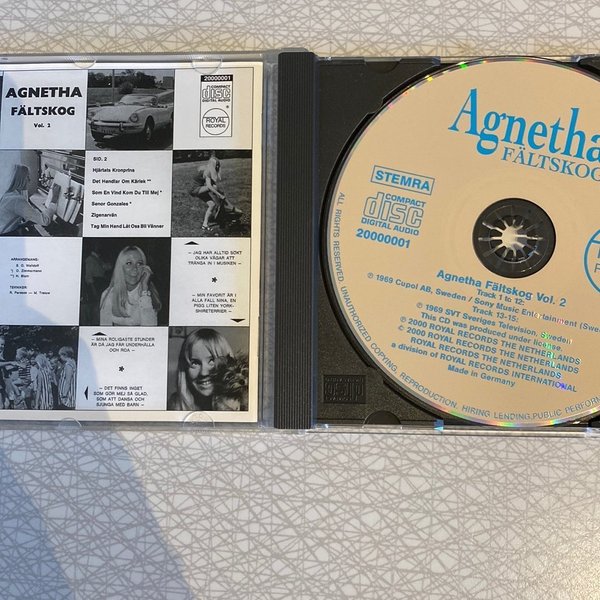 AGNETHA
FÄLTSKOG
Vol. 2
20000001
COMPACT
disc
DIGITAL AUDIO
ROYAL
RECORDS
SID. 2
Hjärtats Kronprins
Det Handlar Om Kärlek **
Som En Vind Kom Du Till Mej *
Senor Gonzales *
Zigenarvän
Tag Min Hand Låt Oss Bli Vänner
ARRANGEMANG:
TEKNIKER:
— JAG HAR ALLTID SÖKT
OLIKA VÄGAR ATT
TRÄNGA IN I MUSIKEN —
*
— MIN FAVORIT ÄR I
ALLA FALL NINA, EN
PIGG LITEN YORK-
SHIRETERRIER —
— MINA ROLIGASTE STUNDER
ÄR DÅ JAG FÅR UNDERHÅLLA
OCH ROA —
*
— DET FINNS INGET
SOM GÖR MEJ SÅ GLAD,
SOM ATT DANSA OCH
SJUNGA MED BARN —
Agnetha
FÄLTSKOG
STEMRA
COMPACT
disc
DIGITAL AUDIO
20000001
Agnetha Fältskog Vol. 2
Track 1 to 12:
℗ 1969 Cupol AB, Sweden / Sony Music Entertainment (Swe
Track 13-15:
℗ 1969 SVT Sveriges Television, Sweden
This CD was produced under license
℗ 2000 ROYAL RECORDS THE NETHERLANDS
© 2000 ROYAL RECORDS THE NETHERLANDS
a division of ROYAL RECORDS INTERNATIONAL
Made in Germany
ALL RIGHTS RESERVED UNAUTHORIZED COPYING, REPRODUCTION, HIRING LENDING, PUBLIC PERFORM